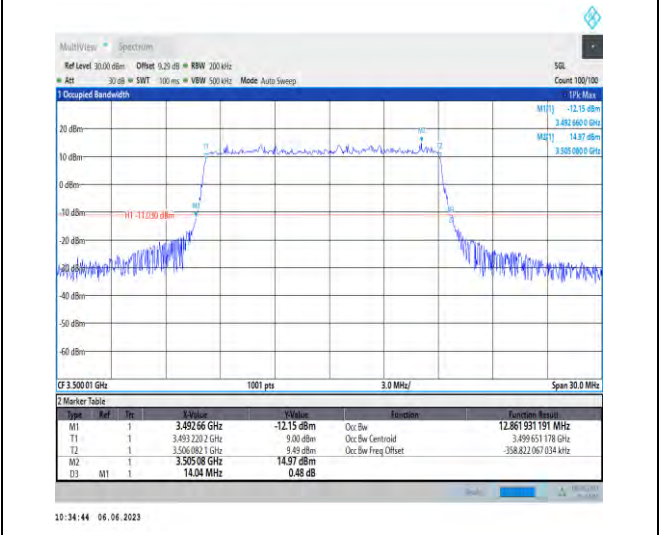 MultiView Spectrum
Ref Level 30.00 dBm Offset 9.29 dB RBW 200 kHz SGL
Att 30 dB SWT 100 ms VBW 500 kHz Mode Auto Sweep Count 100/100
1 Occupied Bandwidth 1Pk Max
M1[1] -12.15 dBm
3.492 660 0 GHz
M2[1] 14.97 dBm
3.505 080 0 GHz
20 dBm
M2
T1 T2
10 dBm
0 dBm
M1
-10 dBm H1 -11.030 dBm
-20 dBm
-30 dBm
-40 dBm
-50 dBm
-60 dBm
CF 3.500 01 GHz 1001 pts 3.0 MHz/ Span 30.0 MHz
2 Marker Table
Type Ref Trc X-Value Y-Value Function Function Result
M1 1 3.492 66 GHz -12.15 dBm Occ Bw 12.861 931 191 MHz
T1 1 3.493 220 2 GHz 9.00 dBm Occ Bw Centroid 3.499 651 178 GHz
T2 1 3.506 082 1 GHz 9.49 dBm Occ Bw Freq Offset -358.822 067 034 kHz
M2 1 3.505 08 GHz 14.97 dBm
D3 M1 1 14.04 MHz 0.48 dB
10:34:44 06.06.2023